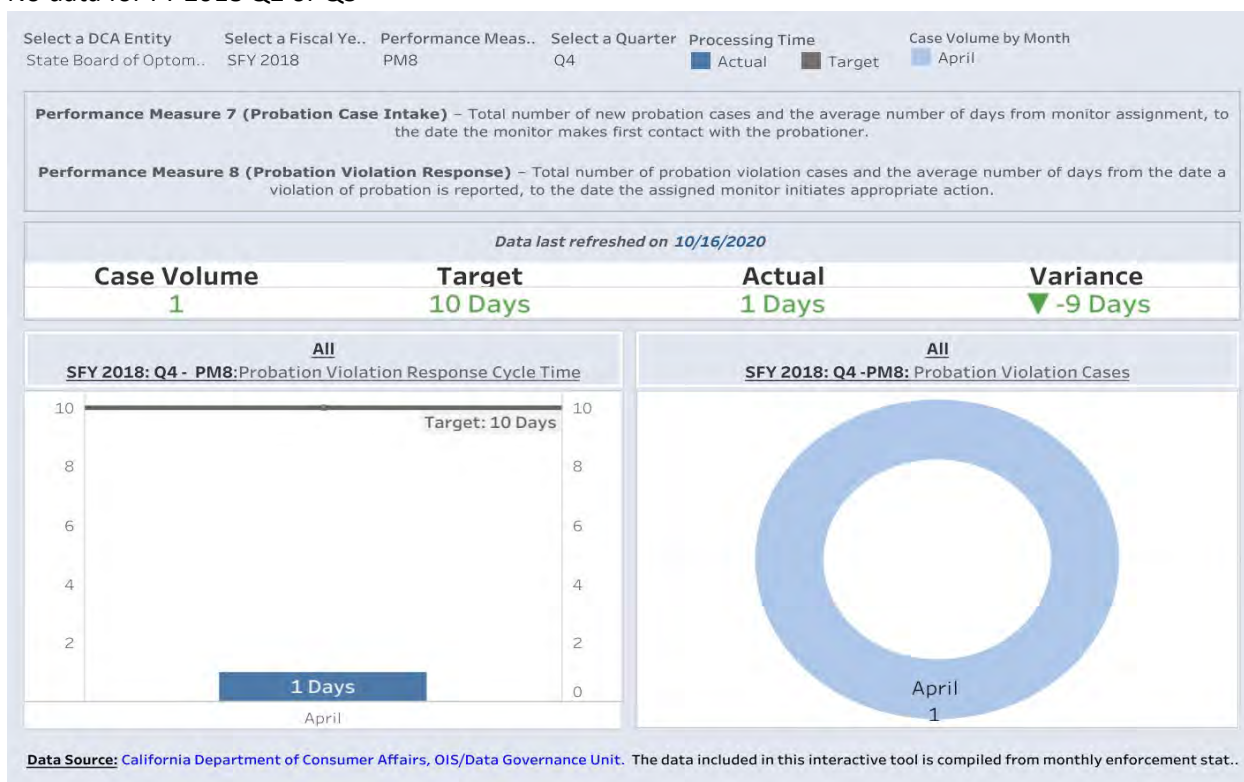 No data for FY 2018 Q2 or Q3
Select a DCA Entity Select a Fiscal Ye.. Performance Meas.. Select a Quarter Processing Time Case Volume by Month
State Board of Optom.. SFY 2018 PM8 Q4 Actual Target April
Performance Measure 7 (Probation Case Intake) – Total number of new probation cases and the average number of days from monitor assignment, to
the date the monitor makes first contact with the probationer.
Performance Measure 8 (Probation Violation Response) – Total number of probation violation cases and the average number of days from the date a
violation of probation is reported, to the date the assigned monitor initiates appropriate action.
Data last refreshed on 10/16/2020
Case Volume Target Actual Variance
1 10 Days 1 Days ▼ -9 Days
All
SFY 2018: Q4 - PM8:Probation Violation Response Cycle Time
10 10
Target: 10 Days
8 8
6 6
4 4
2 2
1 Days
0
April
All
SFY 2018: Q4 -PM8: Probation Violation Cases
April
1
Data Source: California Department of Consumer Affairs, OIS/Data Governance Unit. The data included in this interactive tool is compiled from monthly enforcement stat..